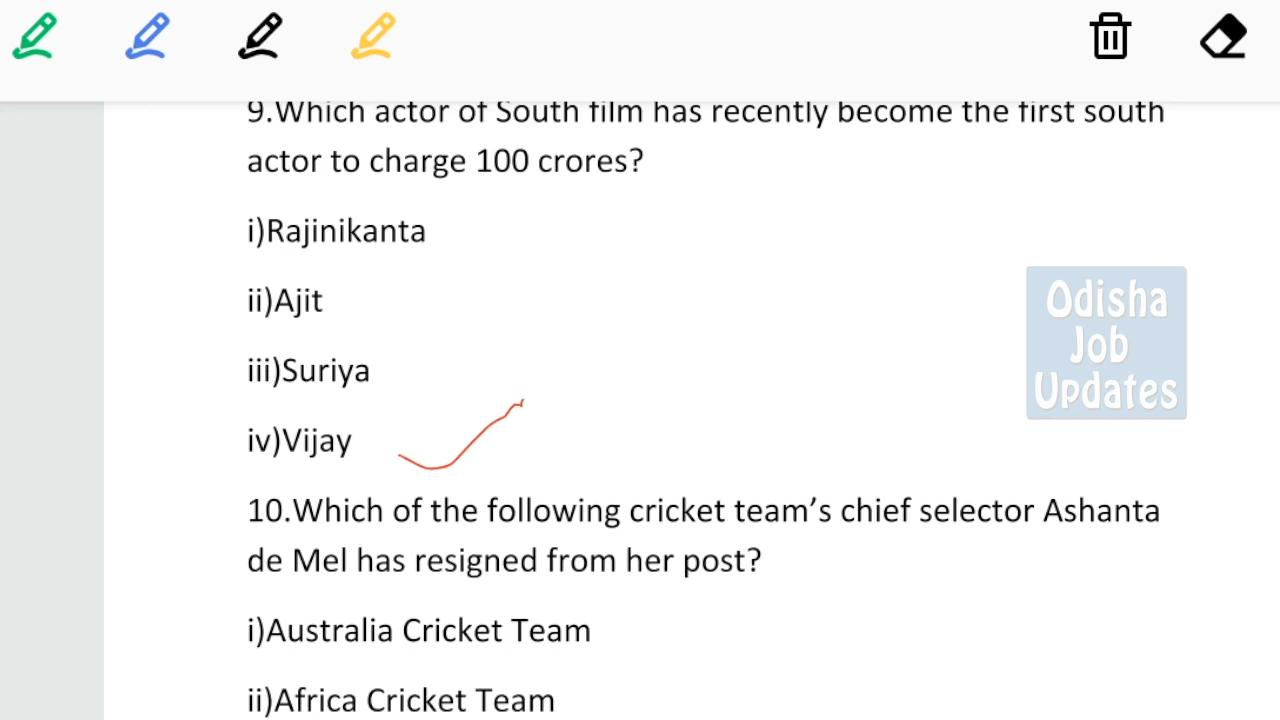 9.Which actor of South film has recently become the first south
actor to charge 100 crores?
i)Rajinikanta
ii)Ajit
iii)Suriya
iv)Vijay
10.Which of the following cricket team’s chief selector Ashanta
de Mel has resigned from her post?
i)Australia Cricket Team
ii)Africa Cricket Team
Odisha
Job
Updates